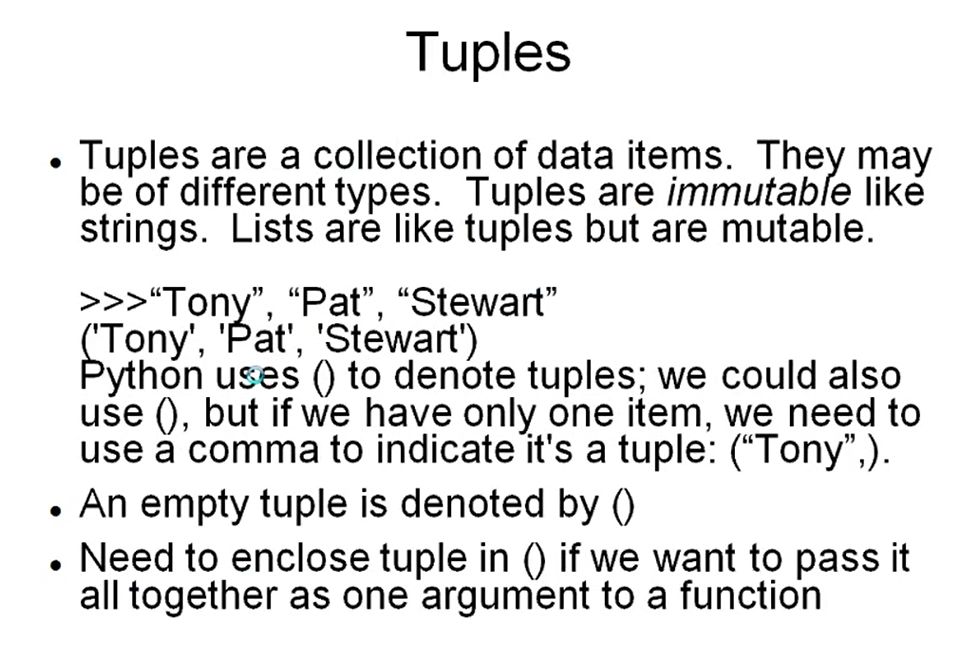 Tuples
• Tuples are a collection of data items.  They may
be of different types.  Tuples are immutable like
strings.  Lists are like tuples but are mutable.
>>>“Tony”, “Pat”, “Stewart”
('Tony', 'Pat', 'Stewart')
Python uses () to denote tuples; we could also
use (), but if we have only one item, we need to
use a comma to indicate it's a tuple: (“Tony”,).
• An empty tuple is denoted by ()
• Need to enclose tuple in () if we want to pass it
all together as one argument to a function